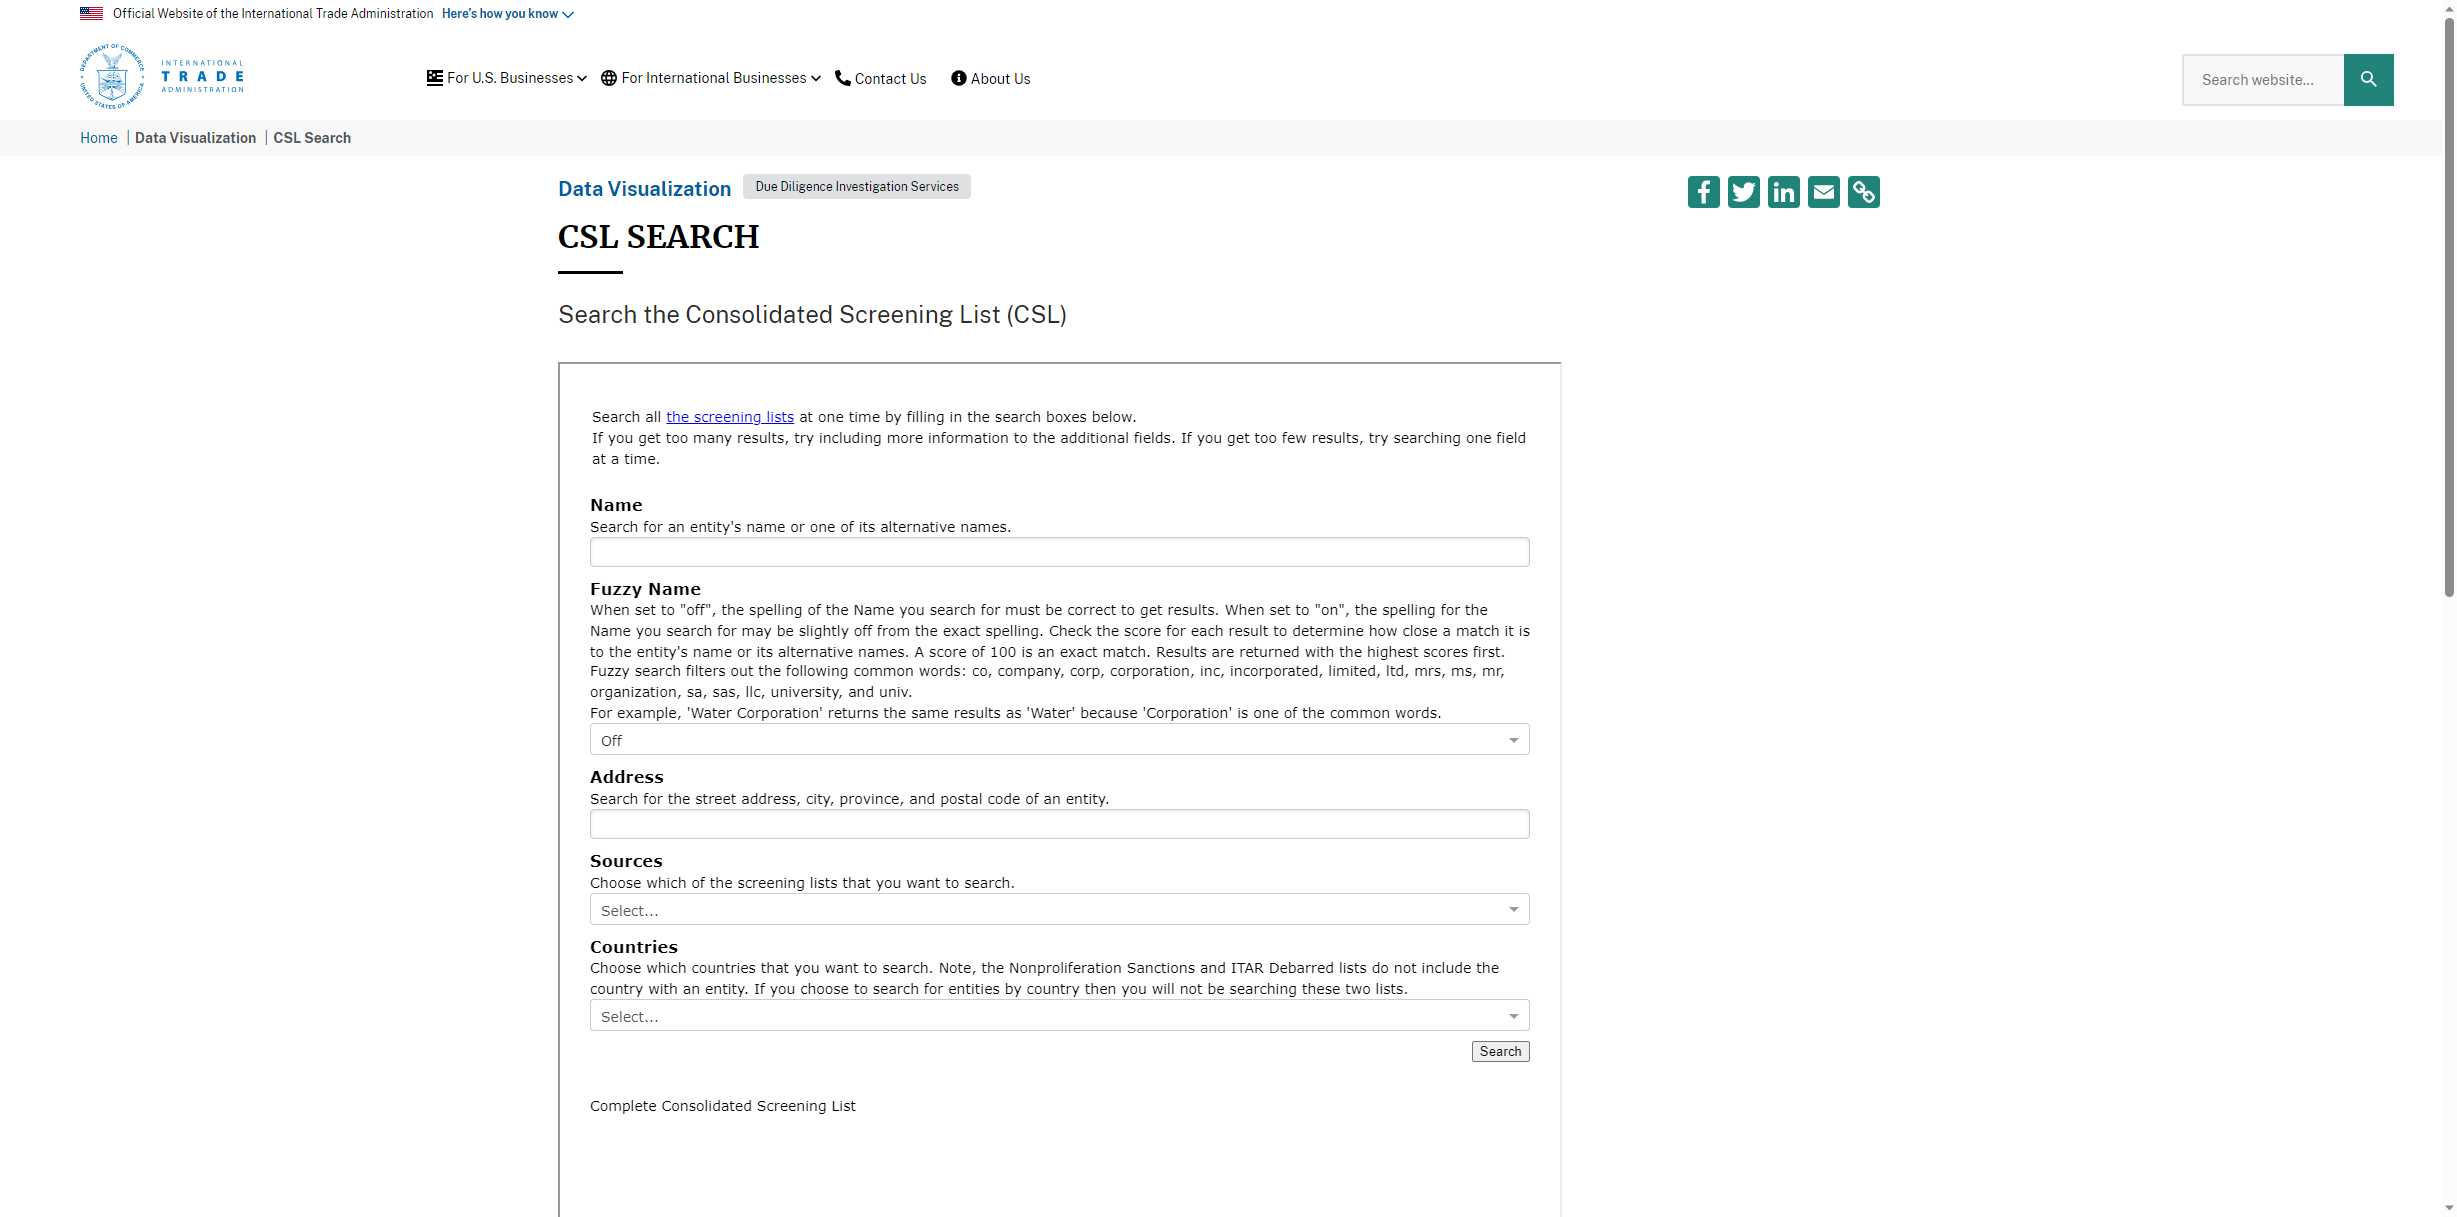 Official Website of the International Trade Administration Here's how you know
DEPARTMENT OF COMMERCE
UNITED STATES OF AMERICA
INTERNATIONAL
TRADE
ADMINISTRATION
For U.S. Businesses
For International Businesses
Contact Us
About Us
Search website...
Home | Data Visualization | CSL Search
Data Visualization
Due Diligence Investigation Services
CSL SEARCH
Search the Consolidated Screening List (CSL)
Search all the screening lists at one time by filling in the search boxes below.
If you get too many results, try including more information to the additional fields. If you get too few results, try searching one field
at a time.
Name
Search for an entity's name or one of its alternative names.
Fuzzy Name
When set to "off", the spelling of the Name you search for must be correct to get results. When set to "on", the spelling for the
Name you search for may be slightly off from the exact spelling. Check the score for each result to determine how close a match it is
to the entity's name or its alternative names. A score of 100 is an exact match. Results are returned with the highest scores first.
Fuzzy search filters out the following common words: co, company, corp, corporation, inc, incorporated, limited, ltd, mrs, ms, mr,
organization, sa, sas, llc, university, and univ.
For example, 'Water Corporation' returns the same results as 'Water' because 'Corporation' is one of the common words.
Off
Address
Search for the street address, city, province, and postal code of an entity.
Sources
Choose which of the screening lists that you want to search.
Select...
Countries
Choose which countries that you want to search. Note, the Nonproliferation Sanctions and ITAR Debarred lists do not include the
country with an entity. If you choose to search for entities by country then you will not be searching these two lists.
Select...
Search
Complete Consolidated Screening List